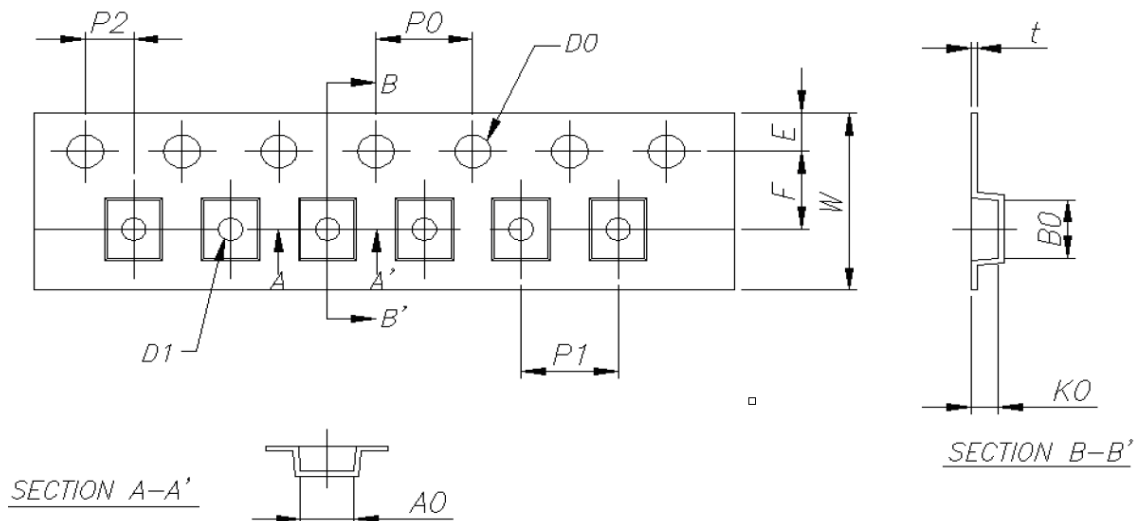 P2
P0
D0
t
B
E
F
W
B0
A
A'
B'
D1
P1
K0
SECTION B-B'
SECTION A-A'
A0